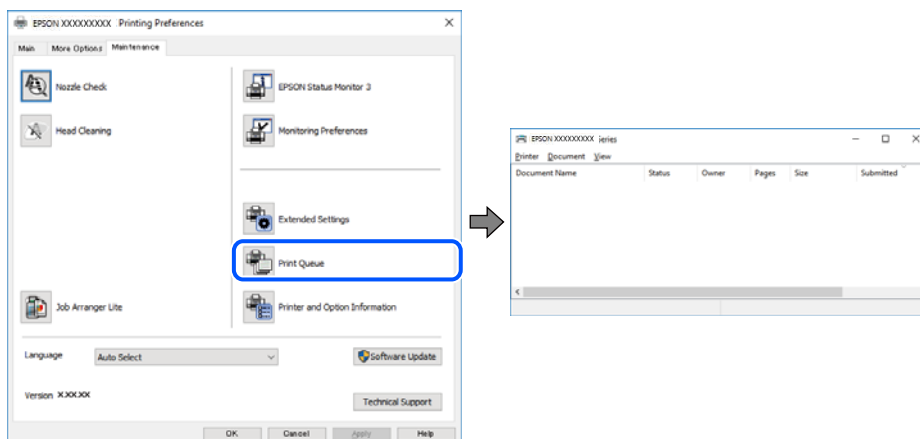 EPSON XXXXXXXXX Printing Preferences
Main More Options Maintenance
Nozzle Check
EPSON Status Monitor 3
Head Cleaning
Monitoring Preferences
Extended Settings
Print Queue
Job Arranger Lite
Printer and Option Information
Language Auto Select Software Update
Version X.XX.XX
Technical Support
OK Cancel Apply Help
EPSON XXXXXXXXX ieries
Printer Document View
Document Name Status Owner Pages Size Submitted